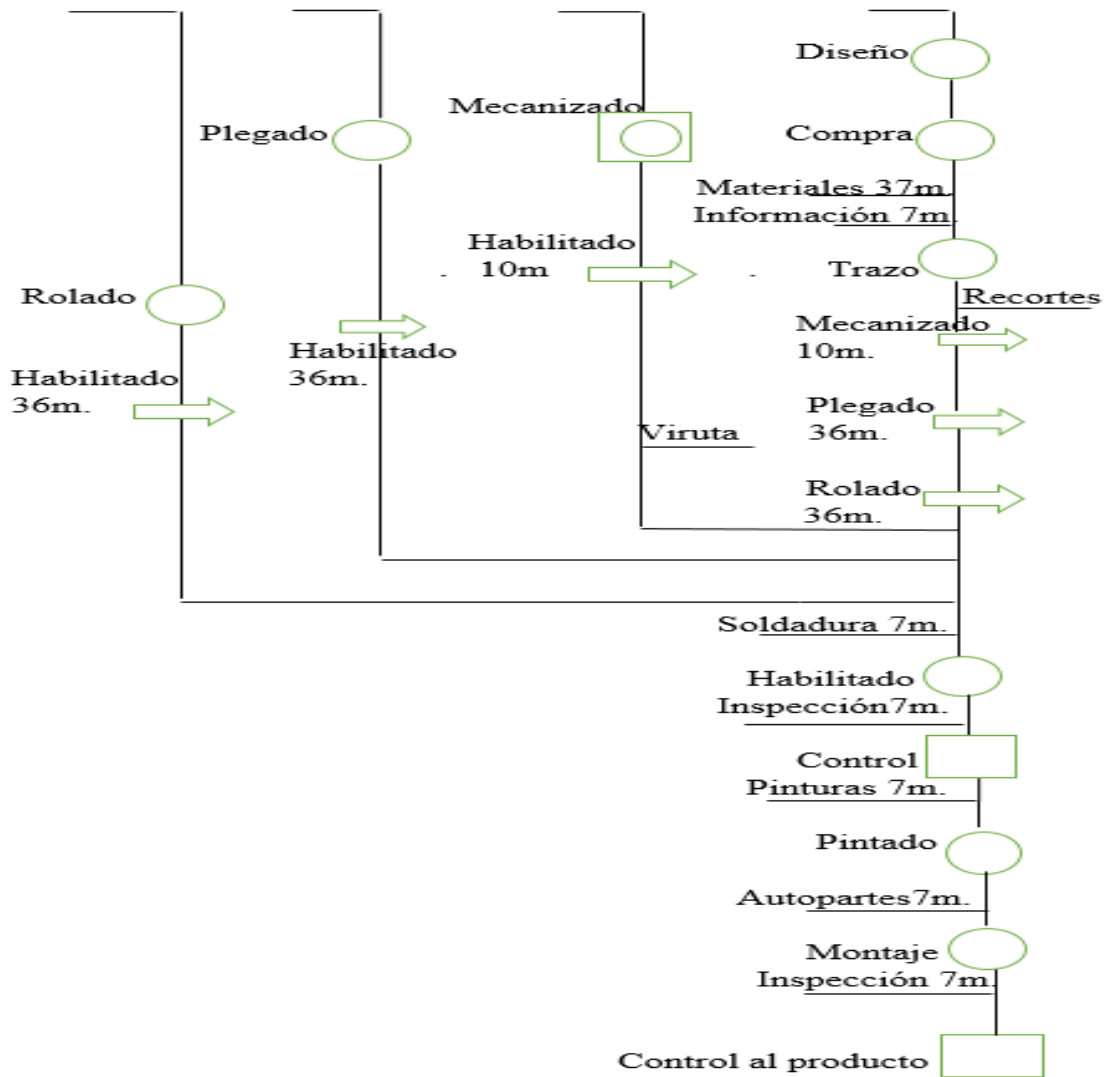 Diseño
Plegado
Mecanizado
Compra
Materiales 37m.
Información 7m.
Habilitado
10m
Trazo
Rolado
Recortes
Mecanizado
10m.
Habilitado
36m.
Habilitado
36m.
Plegado
36m.
Viruta
Rolado
36m.
Soldadura 7m.
Habilitado
Inspección7m.
Control
Pinturas 7m.
Pintado
Autopartes7m.
Montaje
Inspección 7m.
Control al producto